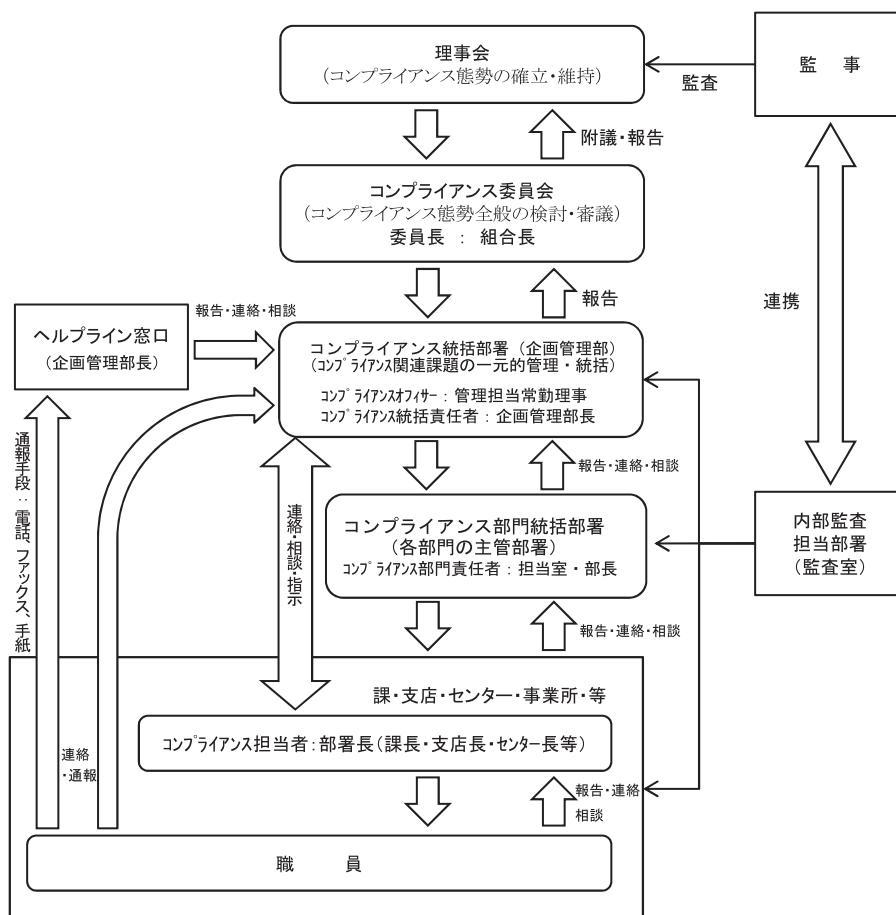 理事会
（コンプライアンス態勢の確立・維持）
監　事
監査
附議・報告
コンプライアンス委員会
（コンプライアンス態勢全般の検討・審議）
委員長　：　組合長
報告
連携
ヘルプライン窓口
（企画管理部長）
報告・連絡・相談
コンプライアンス統括部署（企画管理部）
（コンプライアンス関連課題の一元的管理・統括）
コンプライアンスオフィサー：管理担当常勤理事
コンプライアンス統括責任者：企画管理部長
通報手段：電話、ファックス、手紙
連絡・相談・指示
報告・連絡・相談
コンプライアンス部門統括部署
（各部門の主管部署）
コンプライアンス部門責任者：担当室・部長
内部監査
担当部署
（監査室）
報告・連絡・相談
課・支店・センター・事業所・等
コンプライアンス担当者：部署長（課長・支店長・センター長等）
連絡
・通報
報告・連絡
相談
職　員